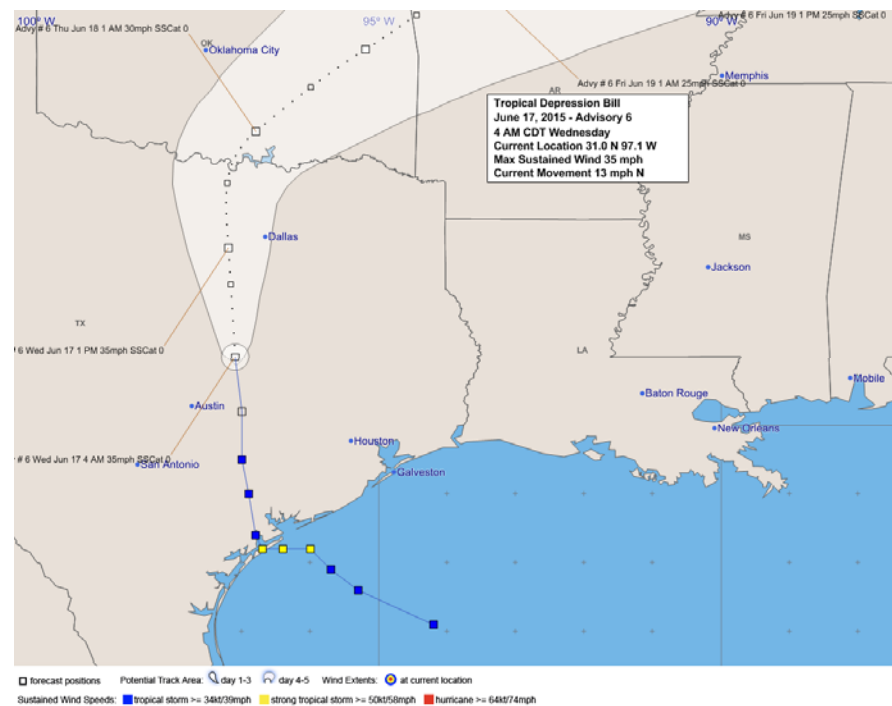 100° W
95° W
90° W
Advy # 6 Fri Jun 19 1 PM 25mph SSCat 0
Advy # 6 Thu Jun 18 1 AM 30mph SSCat 0
OK
Oklahoma City
Memphis
Advy # 6 Fri Jun 19 1 AM 25mph SSCat 0
AR
Tropical Depression Bill
June 17, 2015 - Advisory 6
4 AM CDT Wednesday
Current Location 31.0 N 97.1 W
Max Sustained Wind 35 mph
Current Movement 13 mph N
Dallas
MS
Jackson
TX
# 6 Wed Jun 17 1 PM 35mph SSCat 0
LA
Mobile
Baton Rouge
Austin
New Orleans
Houston
# 6 Wed Jun 17 4 AM 35mph SSCat 0
San Antonio
Galveston
forecast positions Potential Track Area: day 1-3 day 4-5 Wind Extents: at current location
Sustained Wind Speeds: tropical storm >= 34kt/39mph strong tropical storm >= 50kt/58mph hurricane >= 64kt/74mph